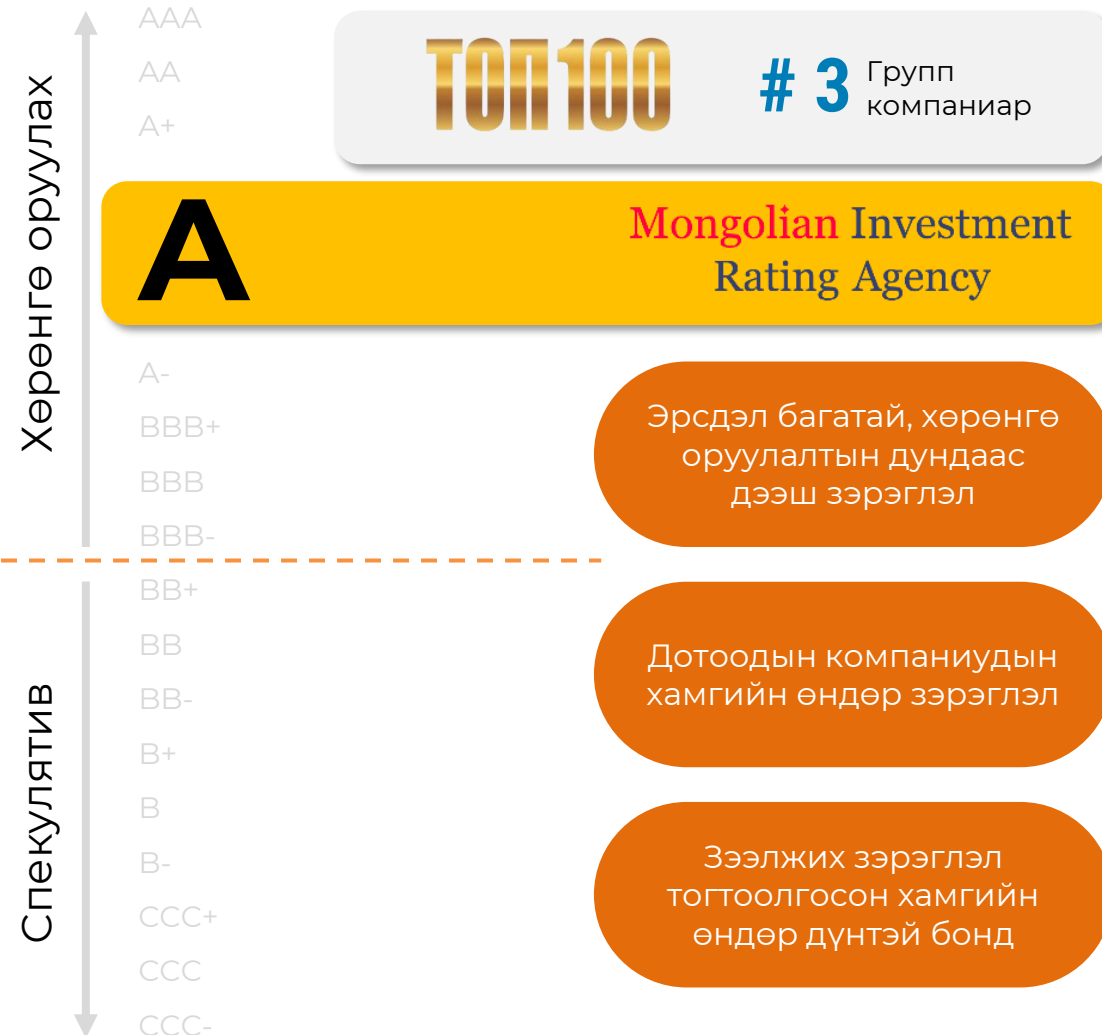 Хөрөнгө оруулах
AAA
AA
A+
ТОП 100
# 3
Групп
компаниар
A
Mongolian Investment
Rating Agency
A-
BBB+
BBB
BBB-
Эрсдэл багатай, хөрөнгө
оруулалтын дундаас
дээш зэрэглэл
Спекулятив
BB+
BB
BB-
B+
B
B-
CCC+
CCC
CCC-
Дотоодын компаниудын
хамгийн өндөр зэрэглэл
Зээлжих зэрэглэл
тогтоолгосон хамгийн
өндөр дүнтэй бонд